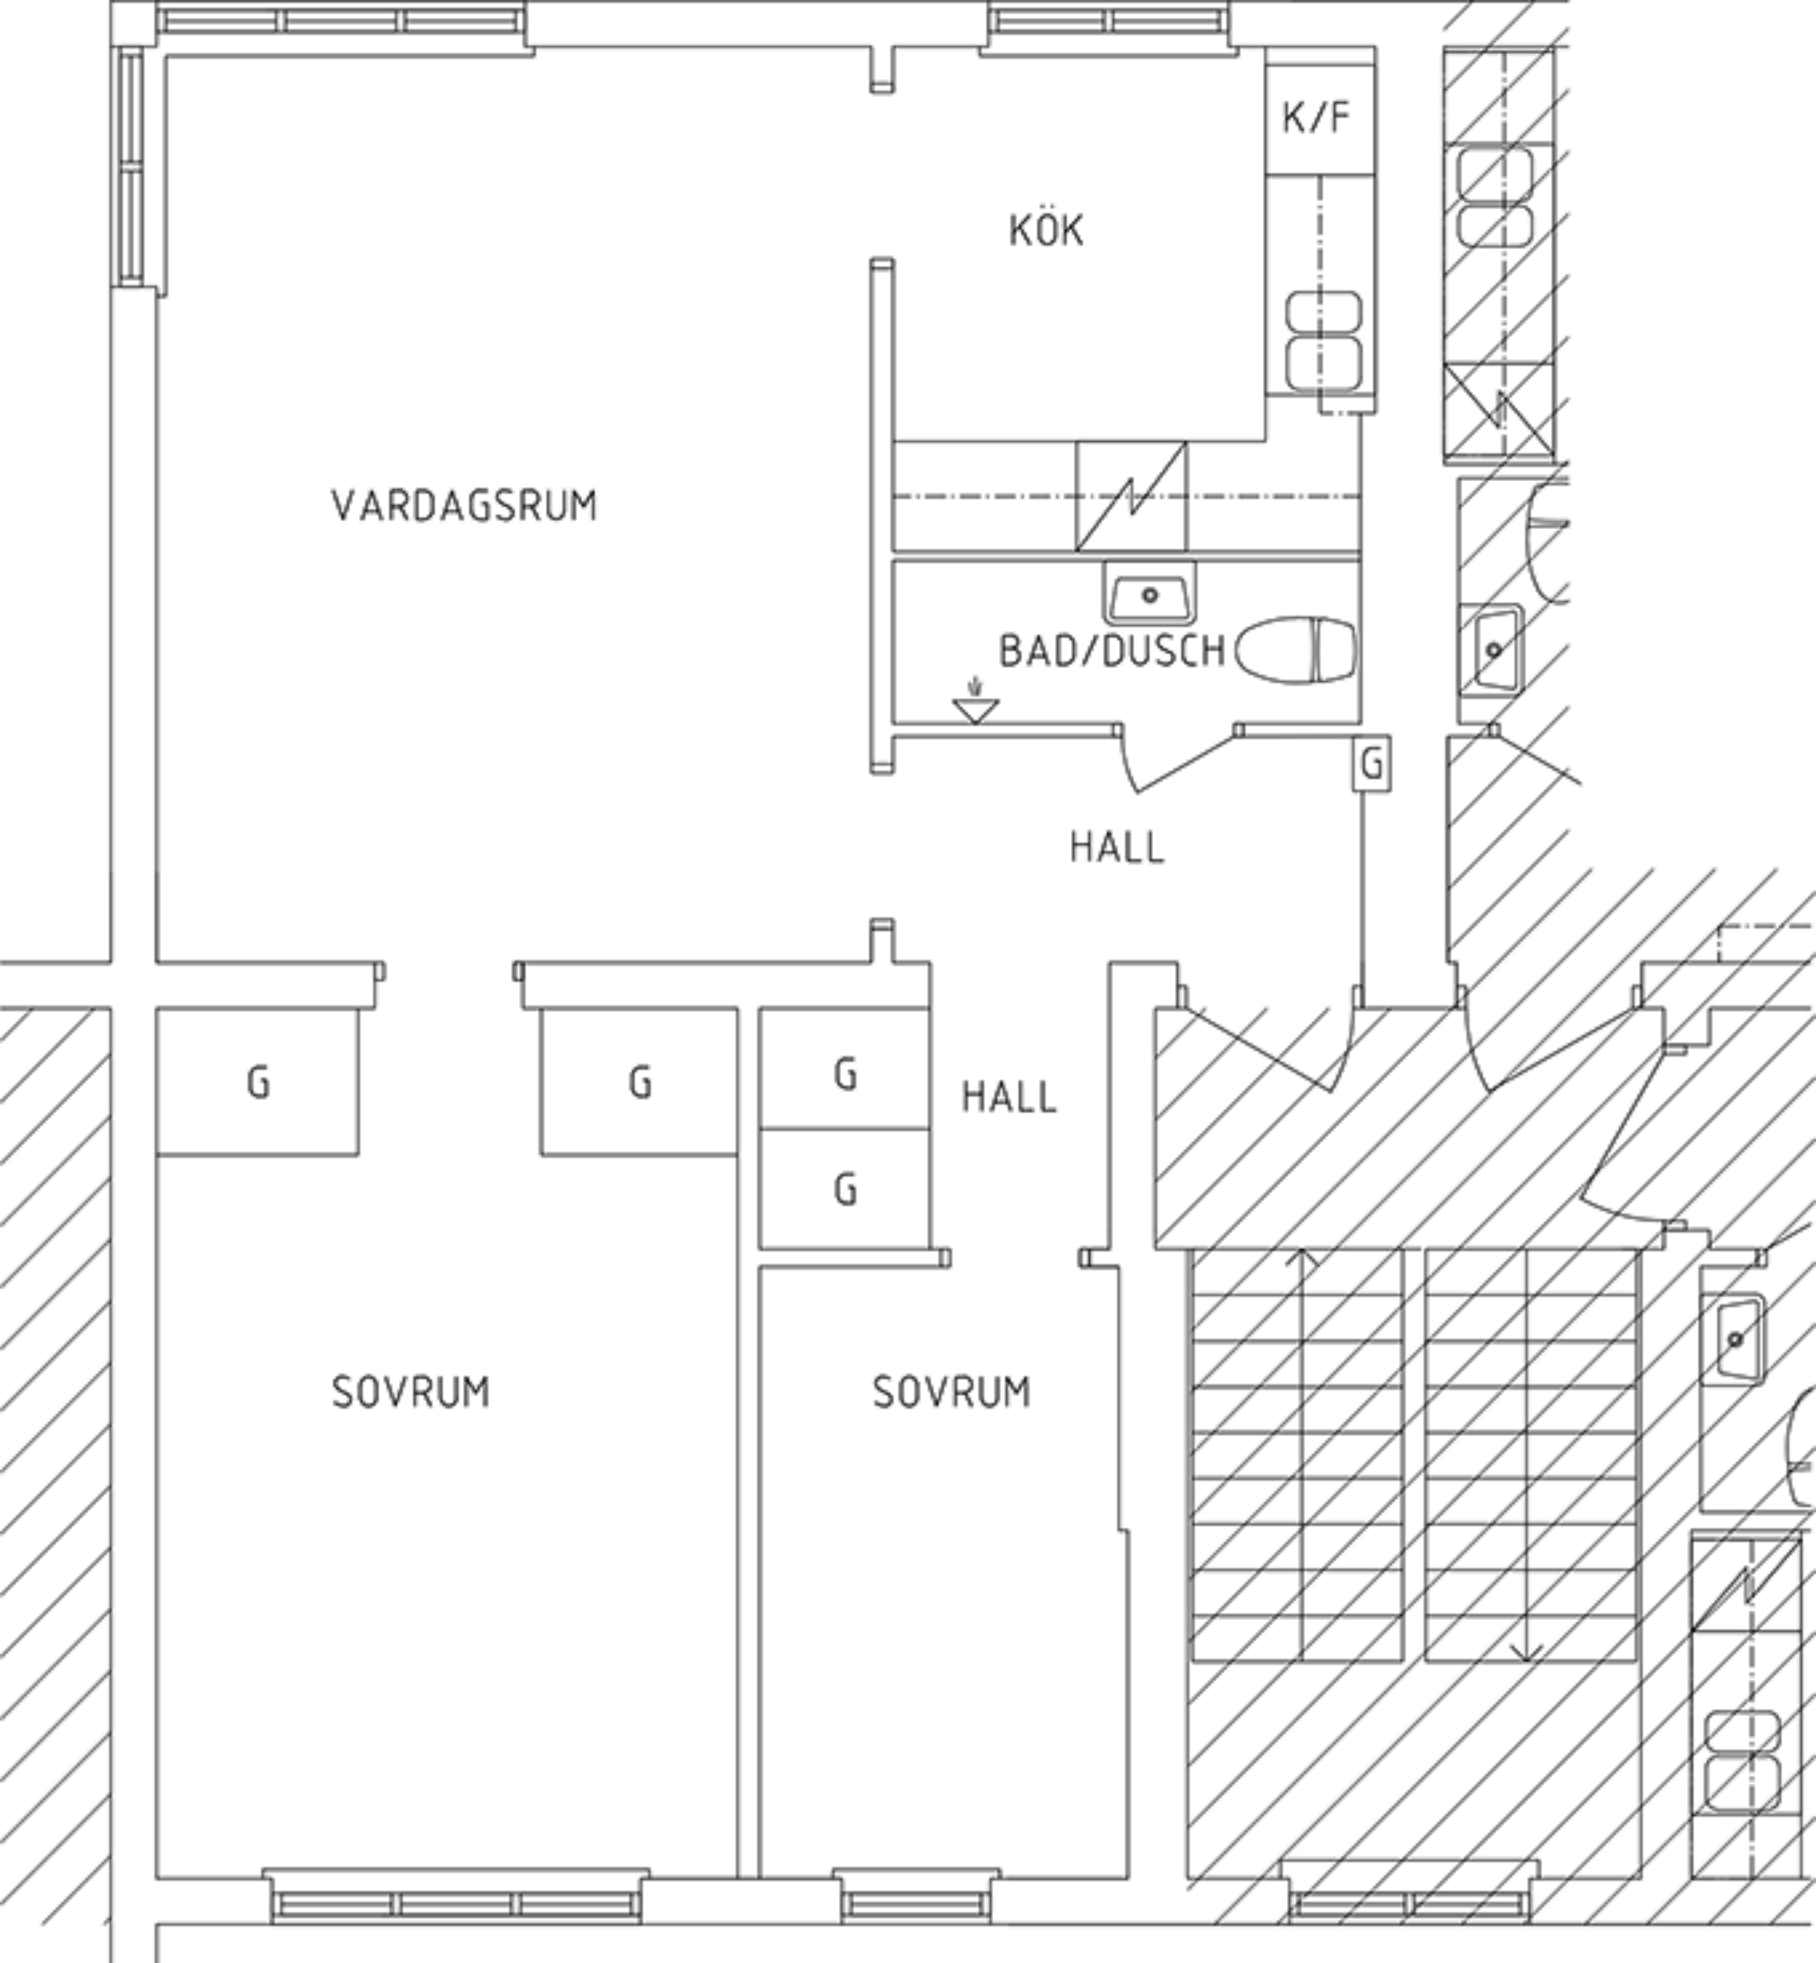 K/F
KÖK
VARDAGSRUM
BAD/DUSCH
G
HALL
G
G
G
HALL
G
SOVRUM
SOVRUM